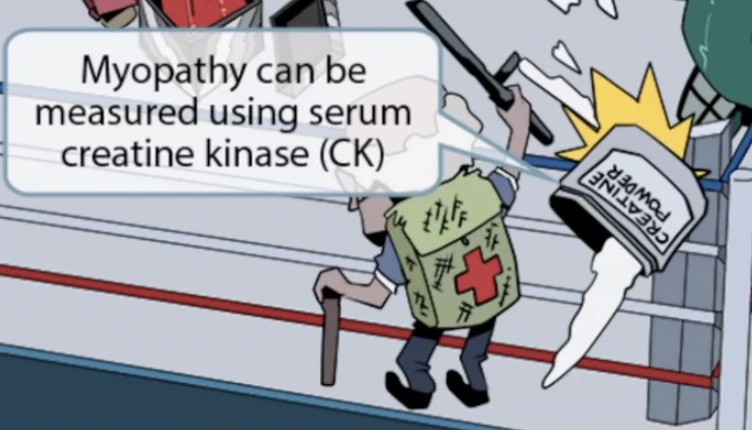 Myopathy can be
measured using serum
creatine kinase (CK)
CREATINE
POWDER